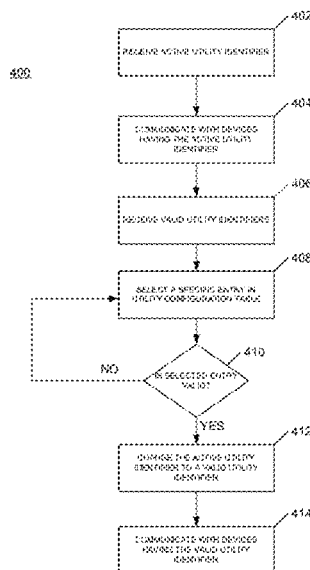 402
RECEIVE ACTIVE UTILITY IDENTIFIER
400
404
COMMUNICATE WITH DEVICES
HAVING THE ACTIVE UTILITY
IDENTIFIER
406
RECEIVE VALID UTILITY IDENTIFIERS
408
SELECT A SPECIFIC ENTRY IN
UTILITY CONFIGURATION TABLE
410
IS SELECTED ENTRY
VALID?
NO
YES
412
CHANGE THE ACTIVE UTILITY
IDENTIFIER TO A VALID UTILITY
IDENTIFIER
414
COMMUNICATE WITH DEVICES
HAVING THE VALID UTILITY
IDENTIFIER